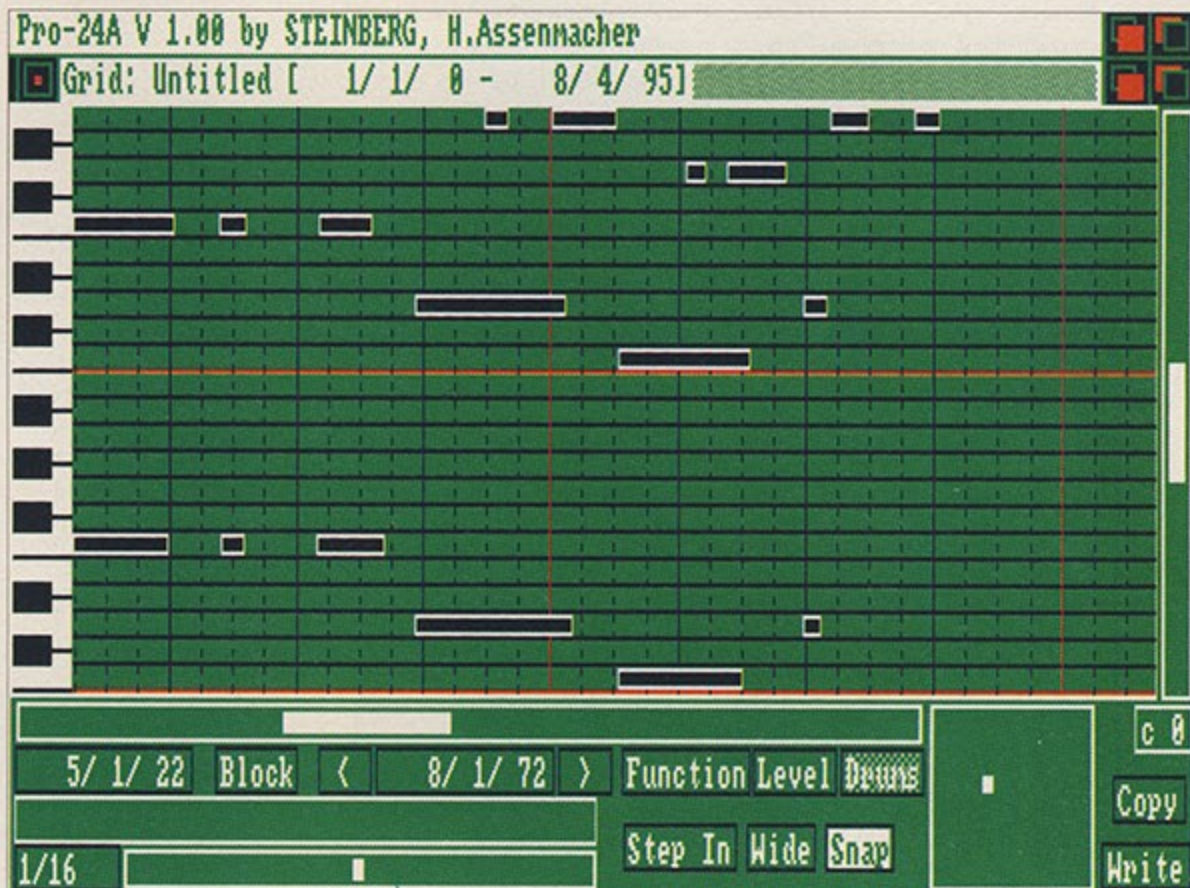 Pro-24A V 1.00 by STEINBERG, H.Assenmacher
Grid: Untitled [ 1/ 1/ 0 - 8/ 4/ 95]
c 0
5/ 1/ 22 Block < 8/ 1/ 72 > Function Level Drums
Copy
Step In Wide Snap
1/16
Write